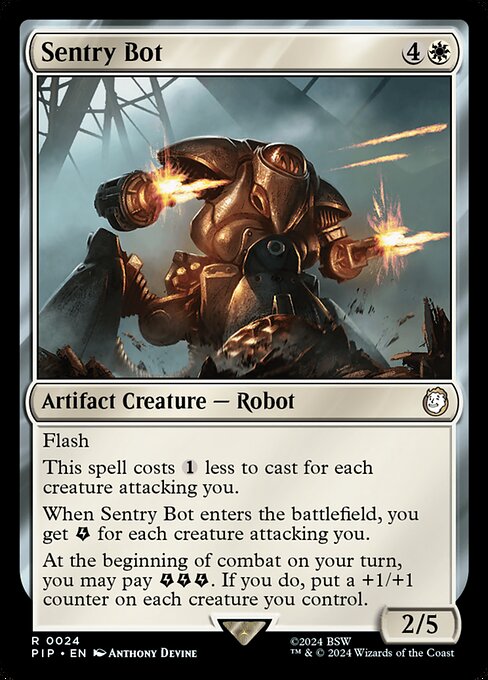 Sentry Bot 4
Artifact Creature — Robot
Flash
This spell costs 1 less to cast for each
creature attacking you.
When Sentry Bot enters the battlefield, you
get for each creature attacking you.
At the beginning of combat on your turn,
you may pay . If you do, put a +1/+1
counter on each creature you control.
2/5
R 0024
PIP • EN Anthony Devine
©2024 BSW
™ & © 2024 Wizards of the Coast